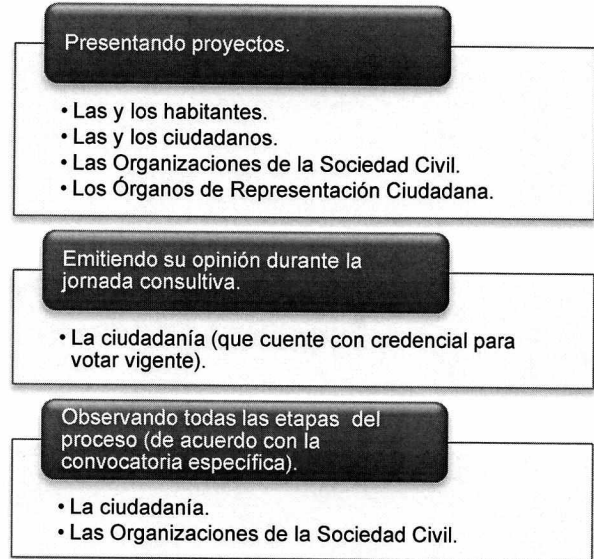 Presentando proyectos.
• Las y los habitantes.
• Las y los ciudadanos.
• Las Organizaciones de la Sociedad Civil.
• Los Órganos de Representación Ciudadana.
Emitiendo su opinión durante la
jornada consultiva.
• La ciudadanía (que cuente con credencial para
votar vigente).
Observando todas las etapas del
proceso (de acuerdo con la
convocatoria específica).
• La ciudadanía.
• Las Organizaciones de la Sociedad Civil.